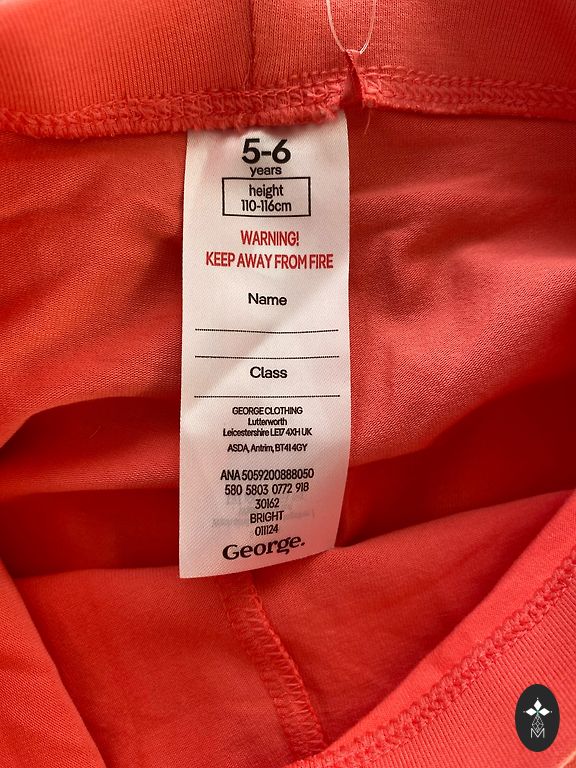 5-6
years
height
110-116cm
WARNING!
KEEP AWAY FROM FIRE
Name
Class
GEORGE CLOTHING
Lutterworth
Leicestershire LE17 4XH UK
ASDA, Antrim, BT41 4GY
ANA 5059200888050
580 5803 0772 918
30162
BRIGHT
011124
George.
M